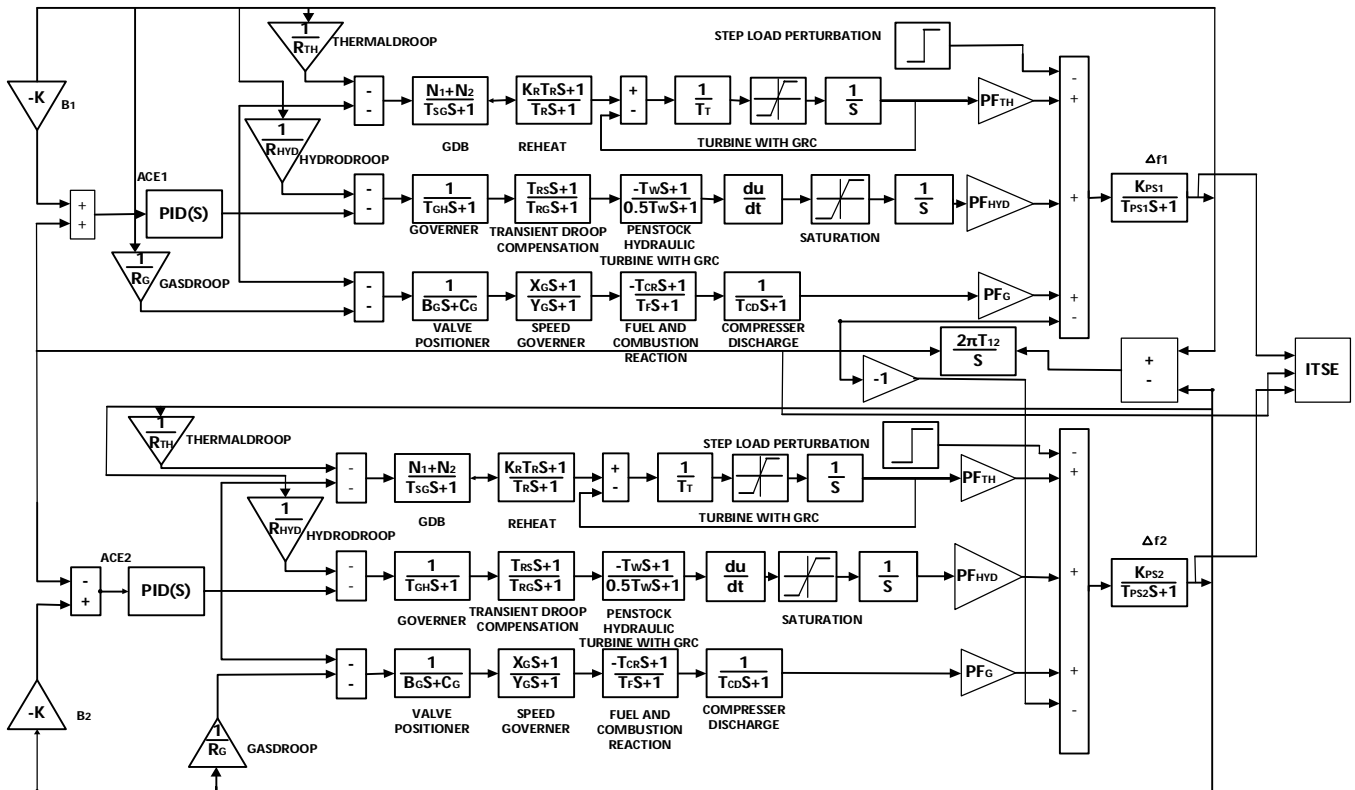 1
RTH
THERMALDROOP
STEP LOAD PERTURBATION
-K
B1
-
-
N1+N2
TSGS+1
GDB
KRTRS+1
TRS+1
REHEAT
+
-
1
TT
1
S
TURBINE WITH GRC
PFTH
-
+
1
RHYD
HYDRODROOP
ACE1
+
+
PID(S)
-
-
1
TGHS+1
GOVERNER
TRSS+1
TRGS+1
TRANSIENT DROOP
COMPENSATION
-TWS+1
0.5TWS+1
PENSTOCK
HYDRAULIC
TURBINE WITH GRC
du
dt
SATURATION
1
S
PFHYD
+
Δf1
KPS1
TPS1S+1
1
RG
GASDROOP
-
-
1
BGS+CG
VALVE
POSITIONER
XGS+1
YGS+1
SPEED
GOVERNER
-TCRS+1
TFS+1
FUEL AND
COMBUSTION
REACTION
1
TCDS+1
COMPRESSER
DISCHARGE
PFG
+
-
2πT12
S
+
-
ITSE
-1
1
RTH
THERMALDROOP
STEP LOAD PERTURBATION
-
-
N1+N2
TSGS+1
GDB
KRTRS+1
TRS+1
REHEAT
+
-
1
TT
1
S
TURBINE WITH GRC
PFTH
-
+
1
RHYD
HYDRODROOP
ACE2
-
+
PID(S)
-
-
1
TGHS+1
GOVERNER
TRSS+1
TRGS+1
TRANSIENT DROOP
COMPENSATION
-TWS+1
0.5TWS+1
PENSTOCK
HYDRAULIC
TURBINE WITH GRC
du
dt
SATURATION
1
S
PFHYD
+
Δf2
KPS2
TPS2S+1
-K
B2
1
RG
GASDROOP
-
-
1
BGS+CG
VALVE
POSITIONER
XGS+1
YGS+1
SPEED
GOVERNER
-TCRS+1
TFS+1
FUEL AND
COMBUSTION
REACTION
1
TCDS+1
COMPRESSER
DISCHARGE
PFG
+
-